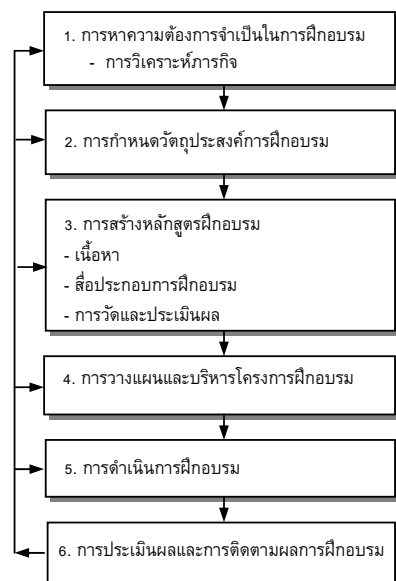 1. การหาความต้องการจำเป็นในการฝึกอบรม
- การวิเคราะห์ภารกิจ
2. การกำหนดวัตถุประสงค์การฝึกอบรม
3. การสร้างหลักสูตรฝึกอบรม
- เนื้อหา
- สื่อประกอบการฝึกอบรม
- การวัดและประเมินผล
4. การวางแผนและบริหารโครงการฝึกอบรม
5. การดำเนินการฝึกอบรม
6. การประเมินผลและการติดตามผลการฝึกอบรม